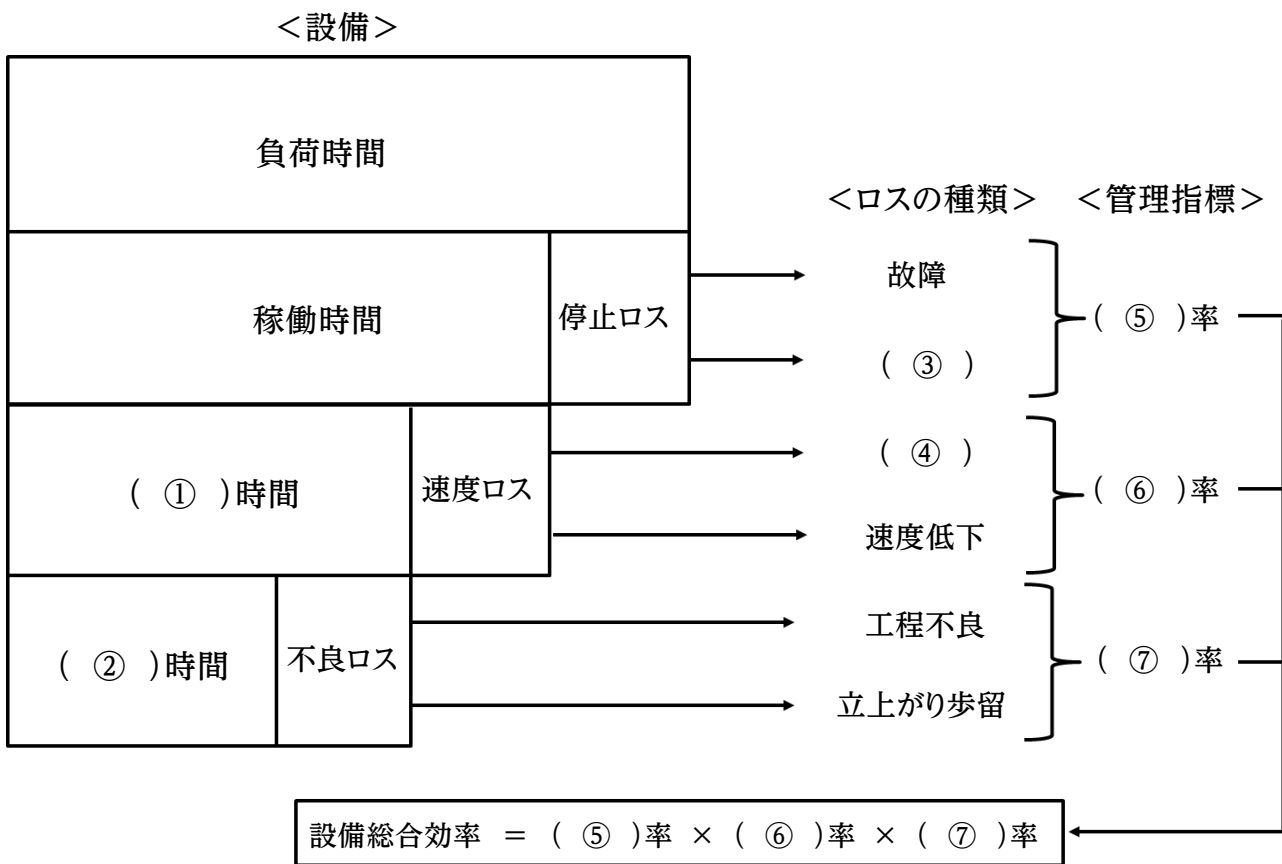 ＜設備＞
負荷時間
＜ロスの種類＞ ＜管理指標＞
故障
稼働時間 停止ロス ( ⑤ )率
( ③ )
( ④ )
( ① )時間 速度ロス ( ⑥ )率
速度低下
工程不良
( ② )時間 不良ロス ( ⑦ )率
立上がり歩留
設備総合効率 = ( ⑤ )率 × ( ⑥ )率 × ( ⑦ )率